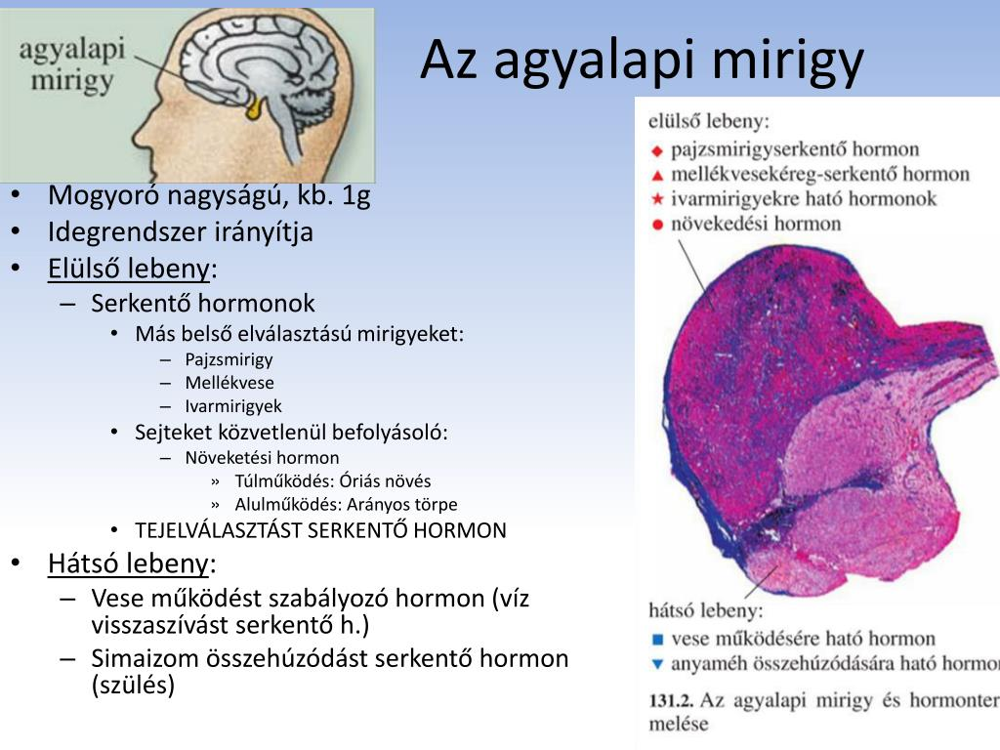 agyalapi
mirigy
Az agyalapi mirigy
• Mogyoró nagyságú, kb. 1g
• Idegrendszer irányítja
• Elülső lebeny:
– Serkentő hormonok
• Más belső elválasztású mirigyeket:
– Pajzsmirigy
– Mellékvese
– Ivarmirigyek
• Sejteket közvetlenül befolyásoló:
– Növeketési hormon
» Túlműködés: Óriás növés
» Alulműködés: Arányos törpe
• TEJELVÁLASZTÁST SERKENTŐ HORMON
• Hátsó lebeny:
– Vese működést szabályozó hormon (víz
visszaszívást serkentő h.)
– Simaizom összehúzódást serkentő hormon
(szülés)
elülső lebeny:
pajzsmirigyserkentő hormon
mellékvesekéreg-serkentő hormon
ivarmirigyekre ható hormonok
növekedési hormon
hátsó lebeny:
vese működésére ható hormon
anyaméh összehúzódására ható hormo
131.2. Az agyalapi mirigy és hormonter
melése